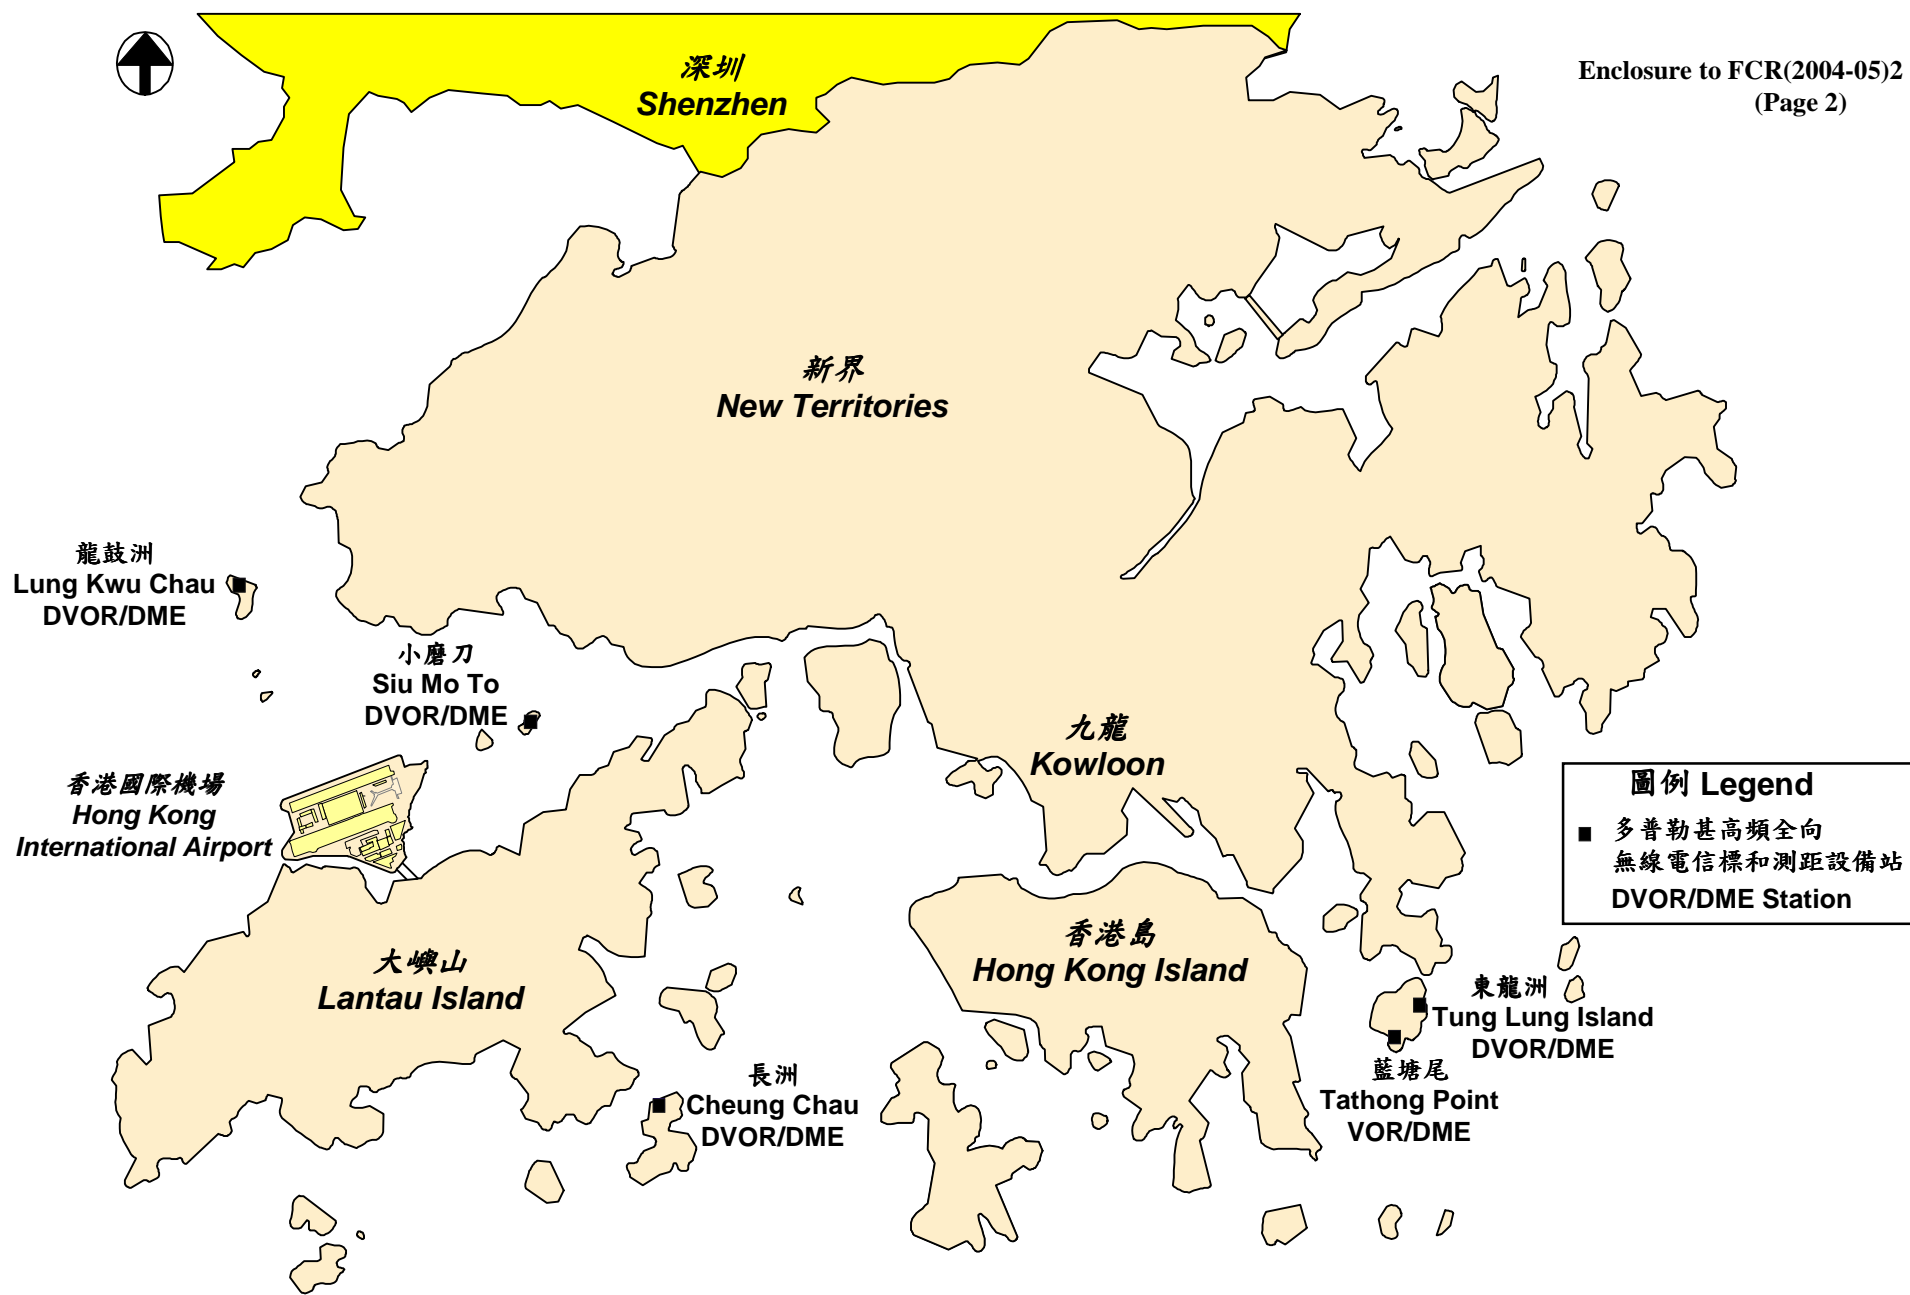 Enclosure to FCR(2004-05)2
(Page 2)
深圳
Shenzhen
新界
New Territories
龍鼓洲
Lung Kwu Chau
DVOR/DME
小磨刀
Siu Mo To
DVOR/DME
九龍
Kowloon
香港國際機場
Hong Kong
International Airport
圖例 Legend
多普勒甚高頻全向
無線電信標和測距設備站
DVOR/DME Station
香港島
Hong Kong Island
大嶼山
Lantau Island
東龍洲
Tung Lung Island
DVOR/DME
藍塘尾
Tathong Point
VOR/DME
長洲
Cheung Chau
DVOR/DME